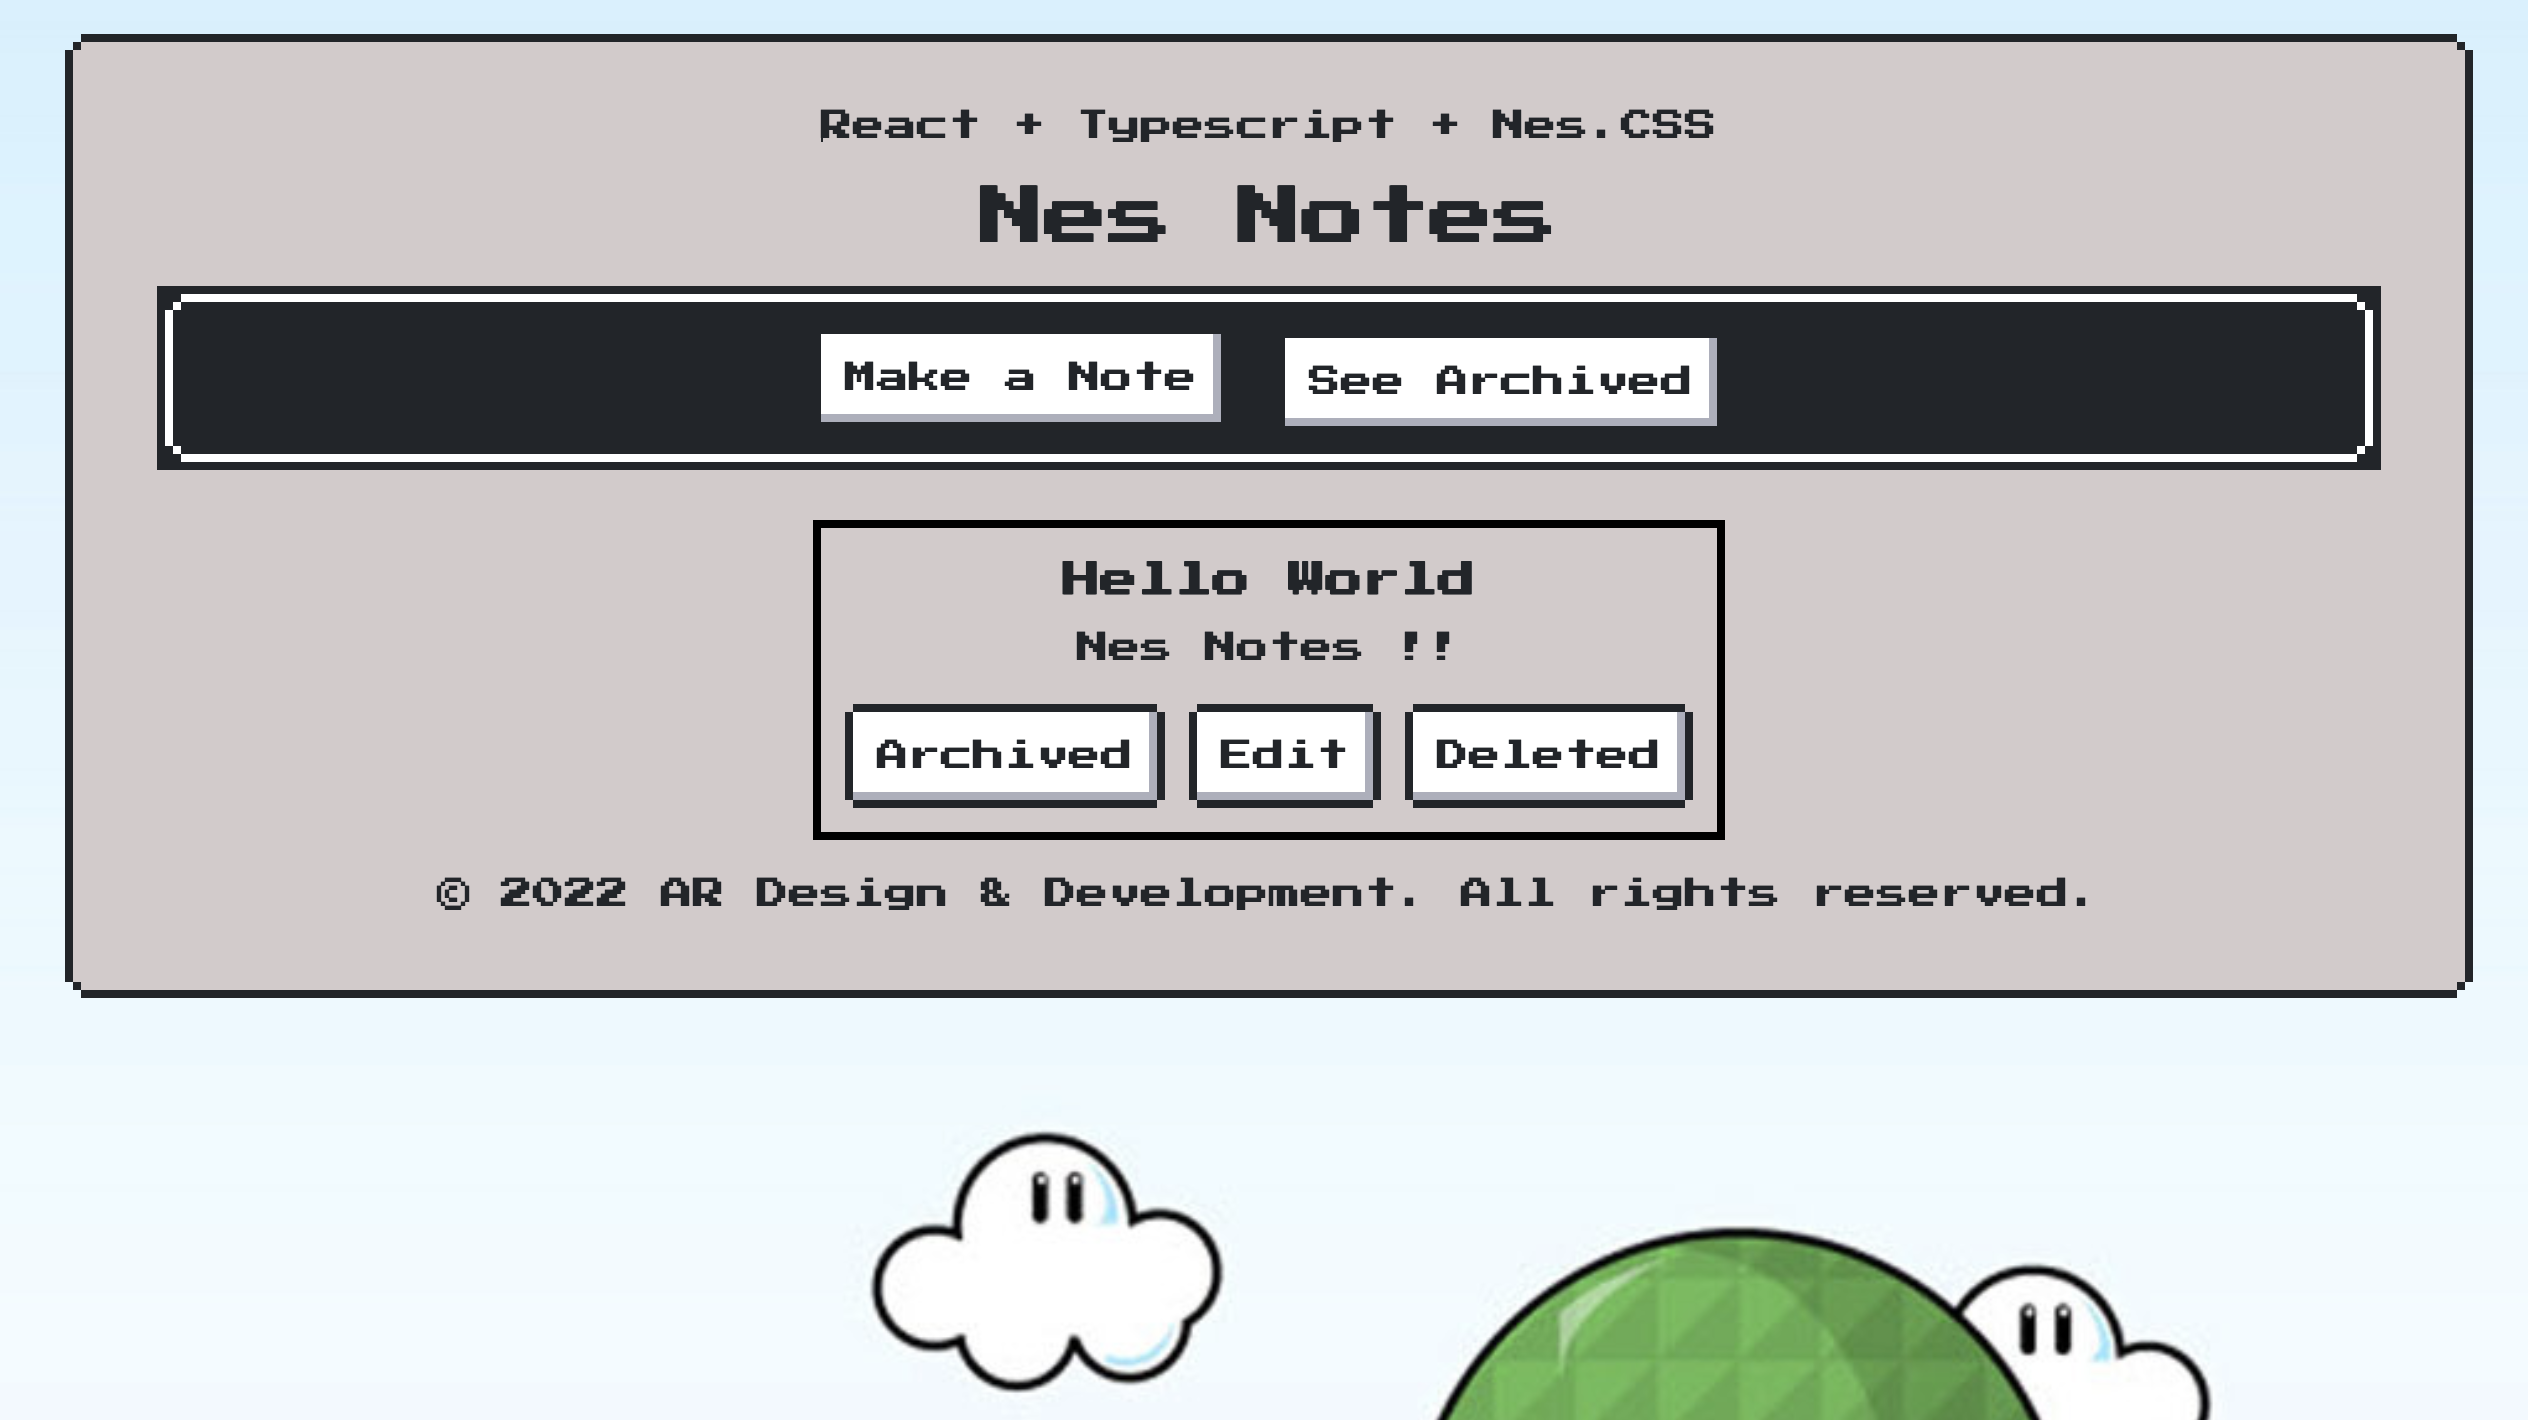 React + Typescript + Nes.CSS
Nes Notes
Make a Note See Archived
Hello World
Nes Notes !!
Archived Edit Deleted
© 2022 AR Design & Development. All rights reserved.